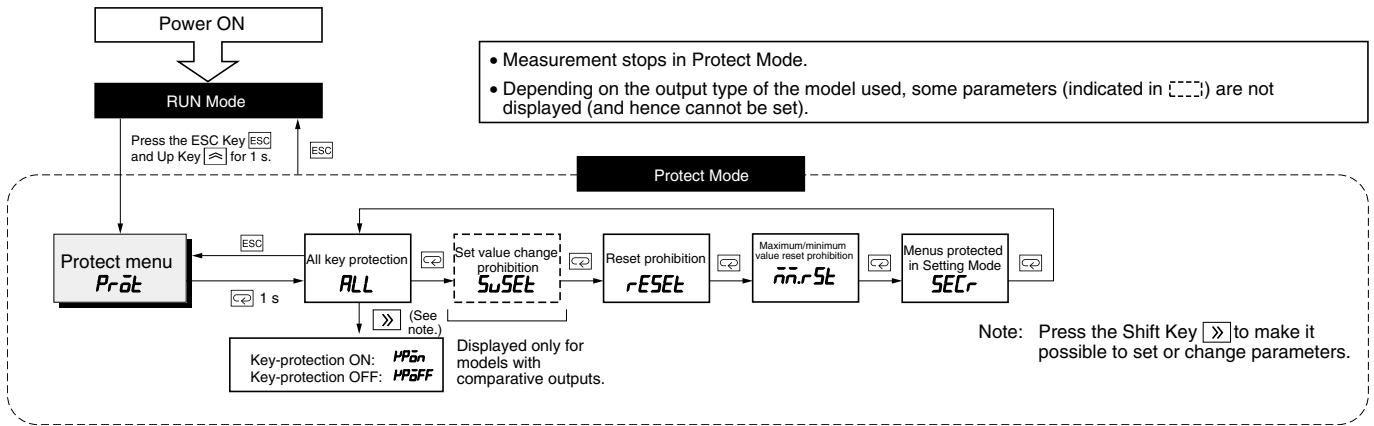 Power ON
• Measurement stops in Protect Mode.
• Depending on the output type of the model used, some parameters (indicated in ) are not
displayed (and hence cannot be set).
RUN Mode
Press the ESC Key ESC
and Up Key for 1 s.
ESC
Protect Mode
ESC
Protect menu
Prot
1 s
All key protection
ALL
Set value change
prohibition
SvSEt
Reset prohibition
rESEt
Maximum/minimum
value reset prohibition
mm.rSt
Menus protected
in Setting Mode
SECr
(See
note.)
Key-protection ON: KPon
Key-protection OFF: KPoFF
Displayed only for
models with
comparative outputs.
Note: Press the Shift Key to make it
possible to set or change parameters.